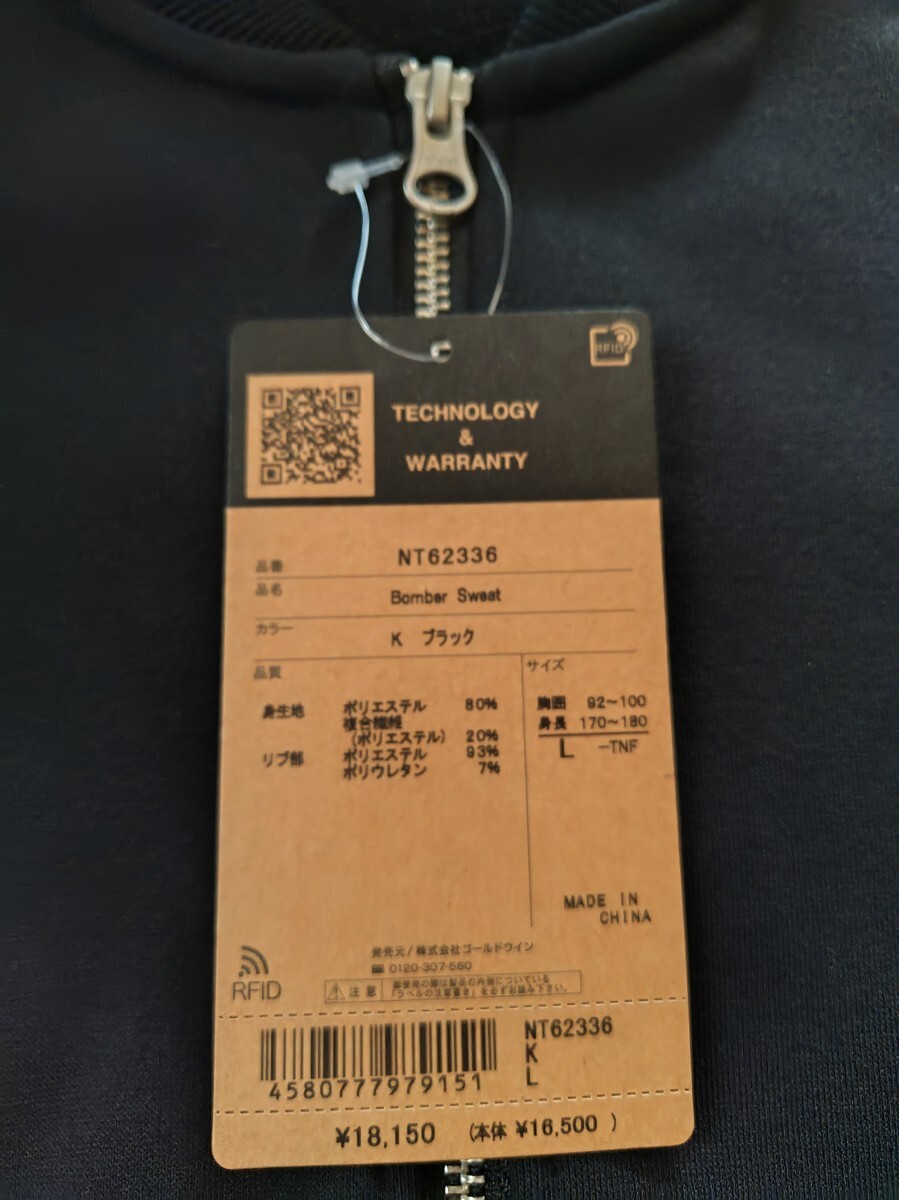 RFID
TECHNOLOGY
&
WARRANTY
品番 NT62336
品名 Bomber Sweat
カラー K ブラック
品質
身生地 ポリエステル 80%
複合繊維
(ポリエステル) 20%
リブ部 ポリエステル 93%
ポリウレタン 7%
サイズ
胸囲 92~100
身長 170~180
L -TNF
MADE IN
CHINA
発売元/株式会社ゴールドウイン
0120-307-560
RFID
注意
NT62336
K
L
4580777979151
¥18,150 (本体 ¥16,500 )